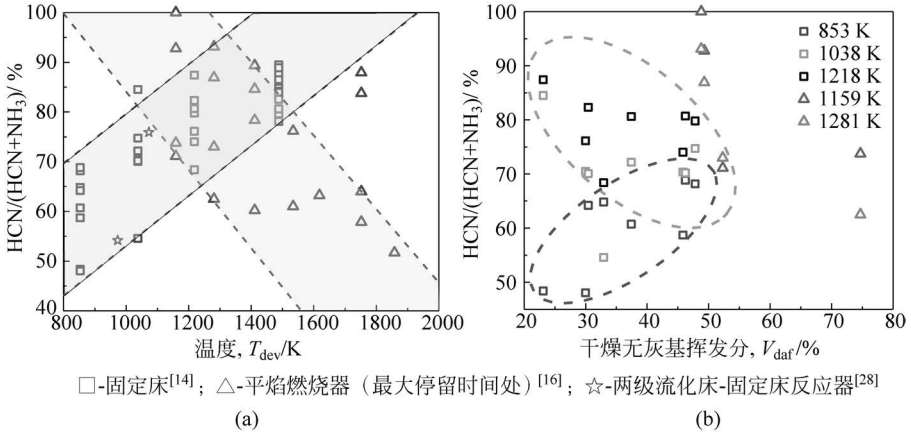 100
90
80
70
60
50
40
HCN/(HCN+NH₃)/ %
800 1000 1200 1400 1600 1800 2000
温度, T_dev/K
100
90
80
70
60
50
HCN/(HCN+NH₃)/ %
853 K
1038 K
1218 K
1159 K
1281 K
20 30 40 50 60 70 80
干燥无灰基挥发分, V_daf/%
□-固定床[14]；△-平焰燃烧器（最大停留时间处）[16]；☆-两级流化床-固定床反应器[28]
(a) (b)